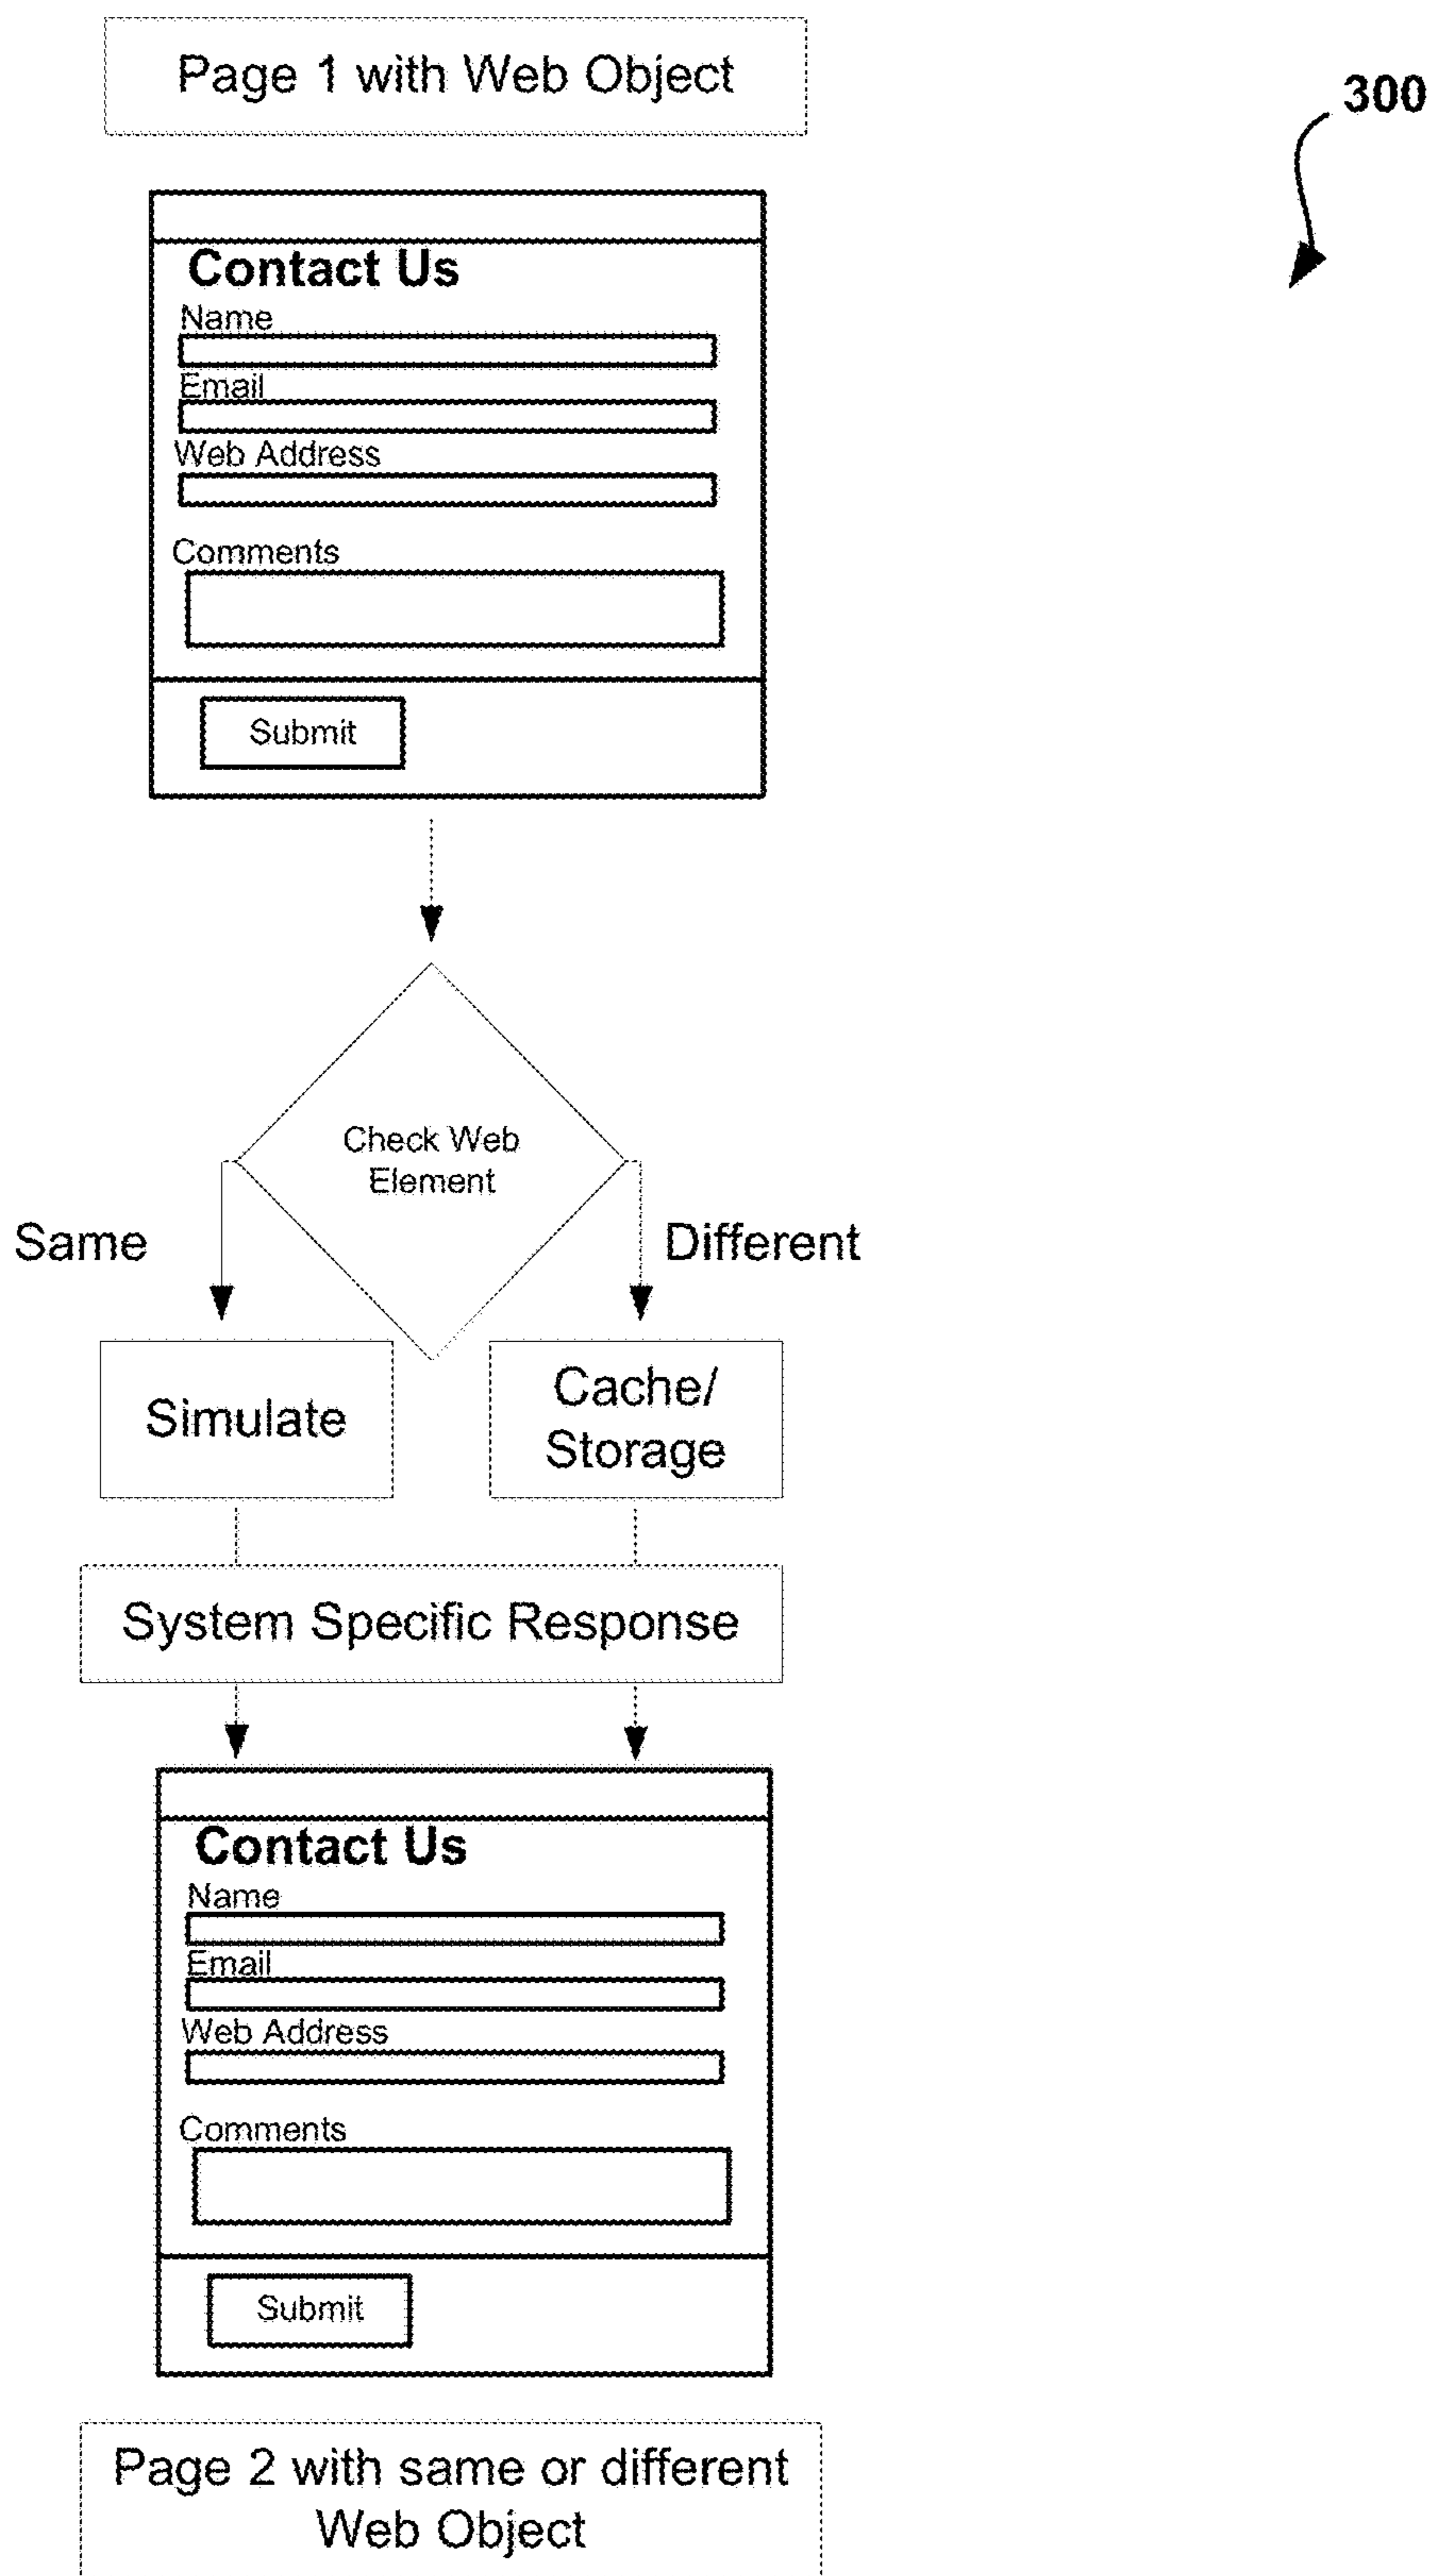 Page 1 with Web Object
300
Contact Us
Name
Email
Web Address
Comments
Submit
Check Web
Element
Same
Different
Simulate
Cache/
Storage
System Specific Response
Contact Us
Name
Email
Web Address
Comments
Submit
Page 2 with same or different
Web Object